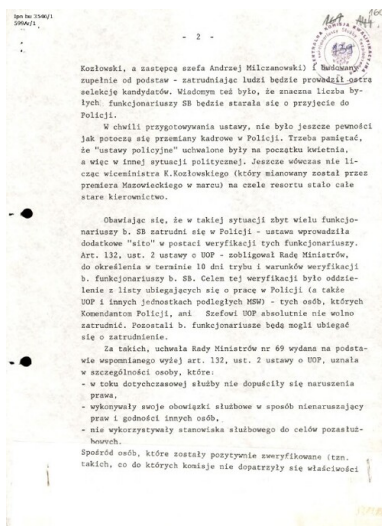 Ipn bu 3546/1
- 2 -
Kozłowski, a zastępcą szefa Andrzej Milczanowski) i budowany
zupełnie od podstaw - zatrudniając ludzi będzie prowadził ostrą
selekcję kandydatów. Wiadomym też było, że znaczna liczba by-
łych funkcjonariuszy SB będzie starała się o przyjęcie do
Policji.
W chwili przygotowywania ustawy, nie było jeszcze pewności
jak potoczą się przemiany kadrowe w Policji. Trzeba pamiętać,
że "ustawy policyjne" uchwalone były na początku kwietnia,
a więc w innej sytuacji politycznej. Jeszcze wówczas nie li-
cząc wiceministra K.Kozłowskiego (który mianowany został przez
premiera Mazowieckiego w marcu) na czele resortu stało całe
stare kierownictwo.
Obawiając się, że w takiej sytuacji zbyt wielu funkcjo-
nariuszy b. SB zatrudni się w Policji - ustawa wprowadziła
dodatkowe "sito" w postaci weryfikacji tych funkcjonariuszy.
Art. 132, ust. 2 ustawy o UOP - zobligował Radę Ministrów,
do określenia w terminie 10 dni trybu i warunków weryfikacji
b. funkcjonariuszy b. SB. Celem tej weryfikacji było oddzie-
lenie z listy ubiegających się o pracę w Policji (a także
UOP i innych jednostkach podległych MSW) - tych osób, których
Komendantom Policji, ani Szefowi UOP absolutnie nie wolno
zatrudnić. Pozostali b. funkcjonariusze będą mogli ubiegać
się o zatrudnienie.
Za takich, uchwała Rady Ministrów nr 69 wydana na podsta-
wie wspomnianego wyżej art. 132, ust. 2 ustawy o UOP, uznała
w szczególności osoby, które:
- w toku dotychczasowej służby nie dopuściły się naruszenia
prawa,
- wykonywały swoje obowiązki służbowe w sposób nienaruszający
praw i godności innych osób,
- nie wykorzystywały stanowiska służbowego do celów pozasłuż-
bowych.
Spośród osób, które zostały pozytywnie zweryfikowane (tzn.
takich, co do których komisje nie dopatrzyły się właściwości